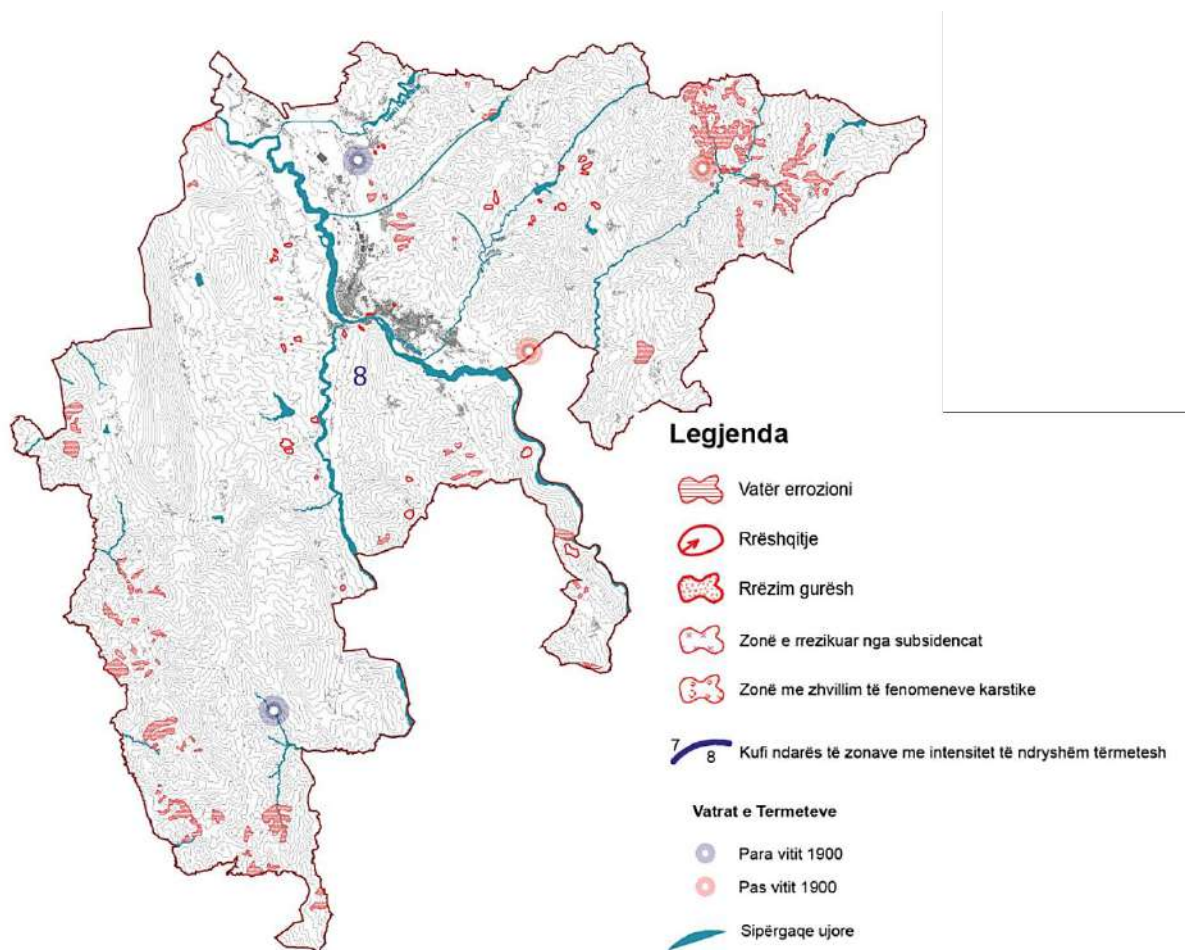 8
Legjenda
Vatër errozioni
Rrëshqitje
Rrëzim gurësh
Zonë e rrezikuar nga subsidencat
Zonë me zhvillim të fenomeneve karstike
7
8
Kufi ndarës të zonave me intensitet të ndryshëm tërmetesh
Vatrat e Termeteve
Para vitit 1900
Pas vitit 1900
Sipërgaqe ujore